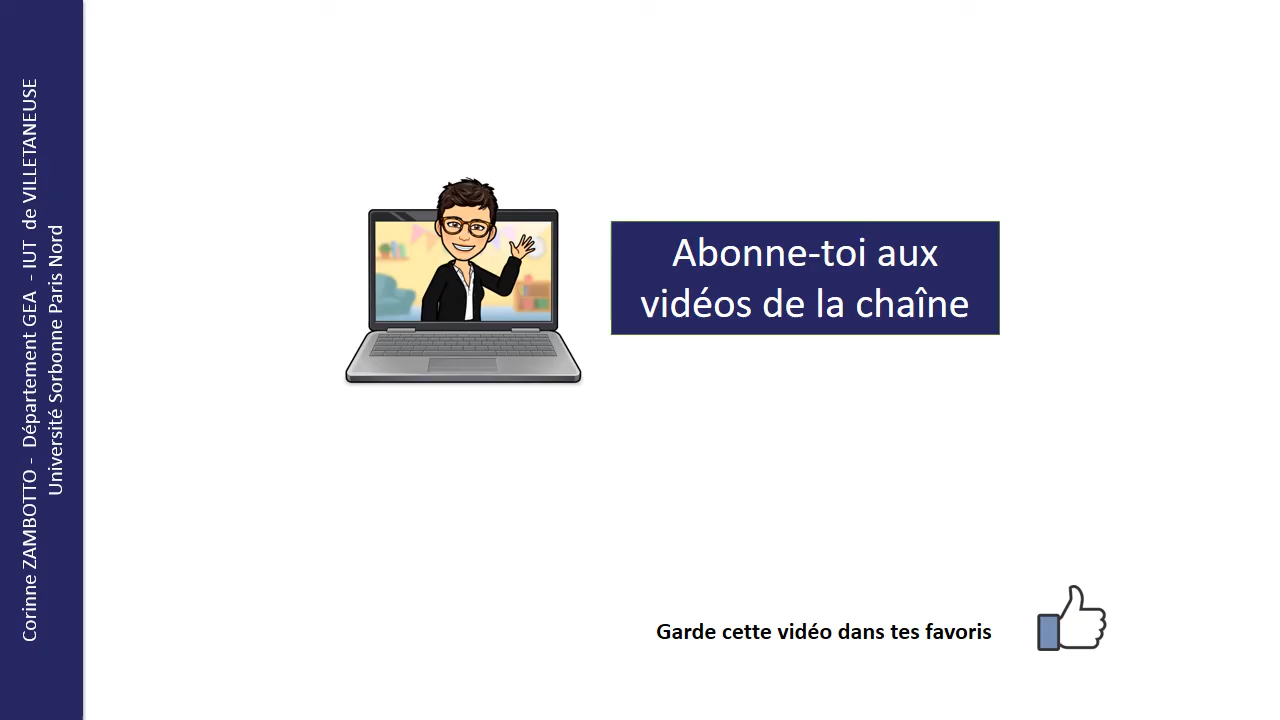 Corinne ZAMBOTTO - Département GEA - IUT de VILLETANEUSE
Université Sorbonne Paris Nord
Abonne-toi aux
vidéos de la chaîne
Garde cette vidéo dans tes favoris